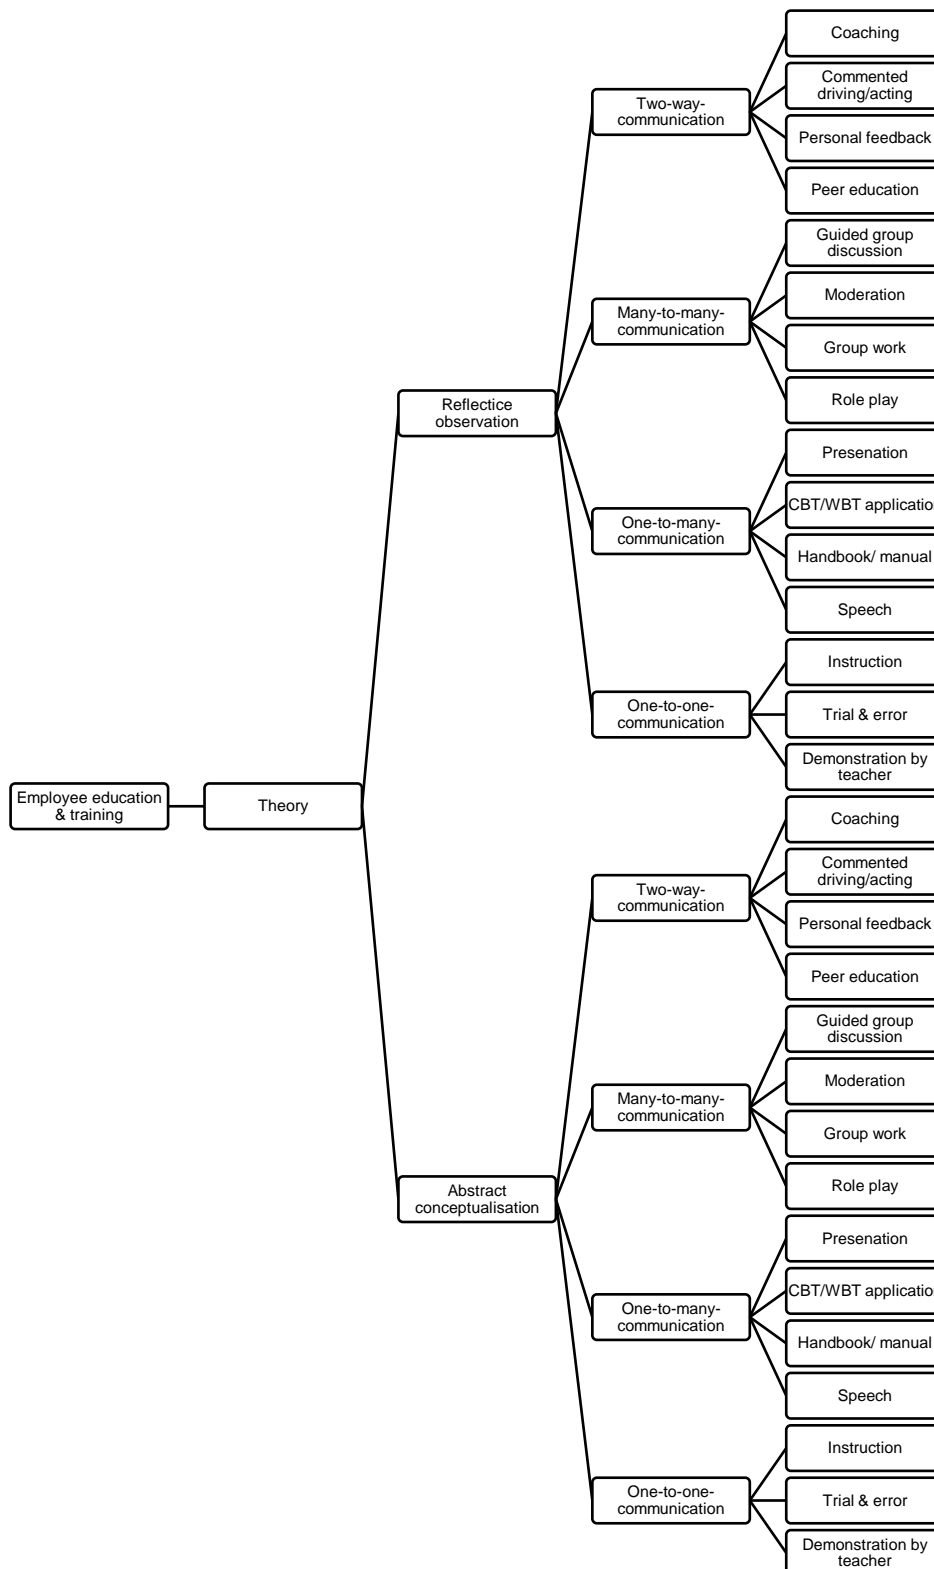 Employee education
& training
Theory
Reflectice
observation
Two-way-
communication
Coaching
Commented
driving/acting
Personal feedback
Peer education
Many-to-many-
communication
Guided group
discussion
Moderation
Group work
Role play
One-to-many-
communication
Presenation
CBT/WBT application
Handbook/ manual
Speech
One-to-one-
communication
Instruction
Trial & error
Demonstration by
teacher
Abstract
conceptualisation
Two-way-
communication
Coaching
Commented
driving/acting
Personal feedback
Peer education
Many-to-many-
communication
Guided group
discussion
Moderation
Group work
Role play
One-to-many-
communication
Presenation
CBT/WBT application
Handbook/ manual
Speech
One-to-one-
communication
Instruction
Trial & error
Demonstration by
teacher